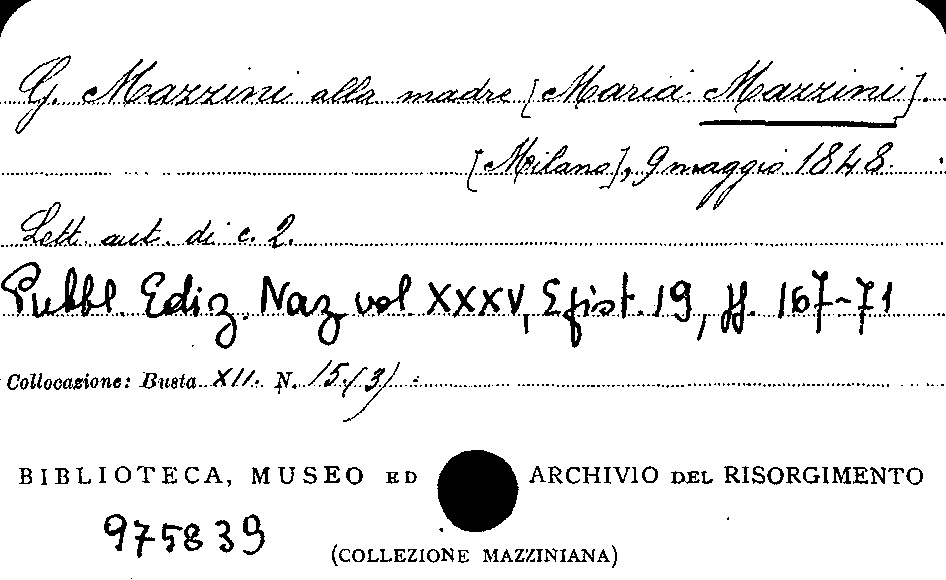 G. Mazzini alla madre [Maria Mazzini].
[Milano], 9 maggio 1848.
Lett. aut. di c. 2.
Pubbl. Ediz. Naz. vol. XXXV, Epist. 19, pp. 167-71
Collocazione: Busta XII. N. 15.(3)
BIBLIOTECA, MUSEO ED ARCHIVIO DEL RISORGIMENTO
975839
(COLLEZIONE MAZZINIANA)